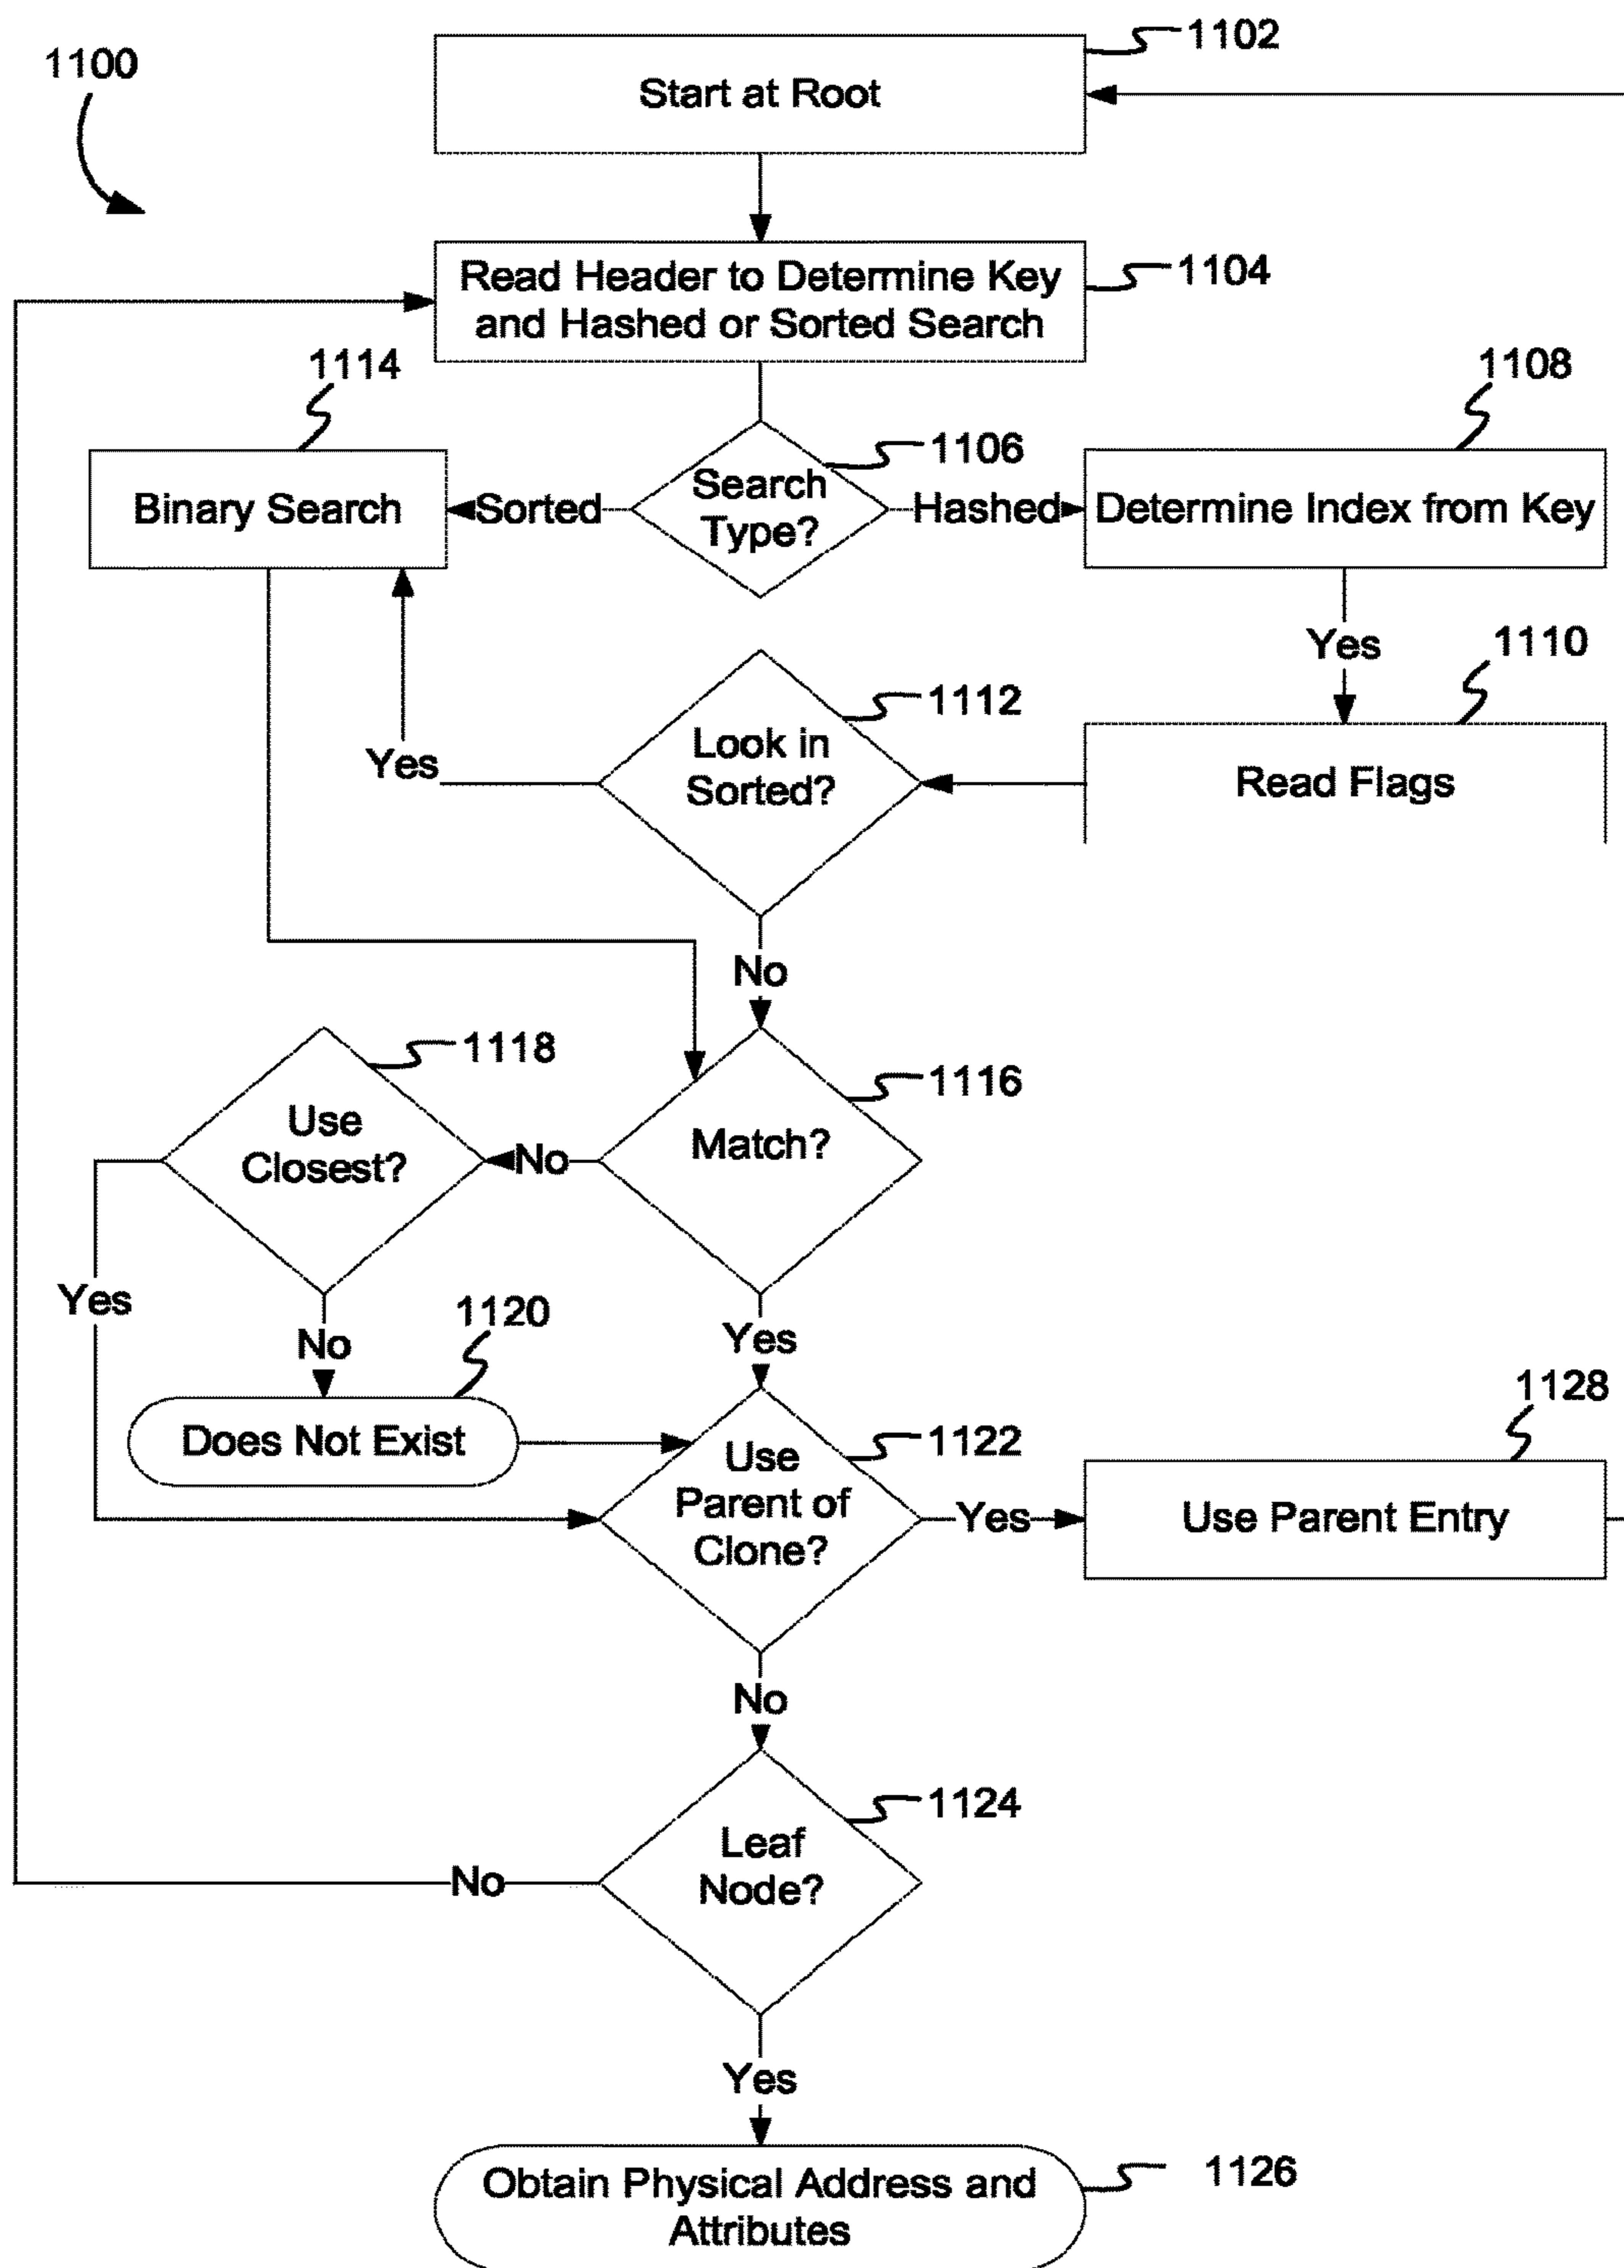 1100
1102
Start at Root
Read Header to Determine Key
and Hashed or Sorted Search
1104
1114
1108
1106
Binary Search
Sorted
Search
Type?
Hashed
Determine Index from Key
Yes
1110
1112
Look in
Sorted?
Yes
Read Flags
No
1118
1116
Use
Closest?
No
Match?
Yes
No
1120
Yes
1128
Does Not Exist
1122
Use
Parent of
Clone?
Yes
Use Parent Entry
No
1124
Leaf
Node?
No
Yes
Obtain Physical Address and
Attributes
1126